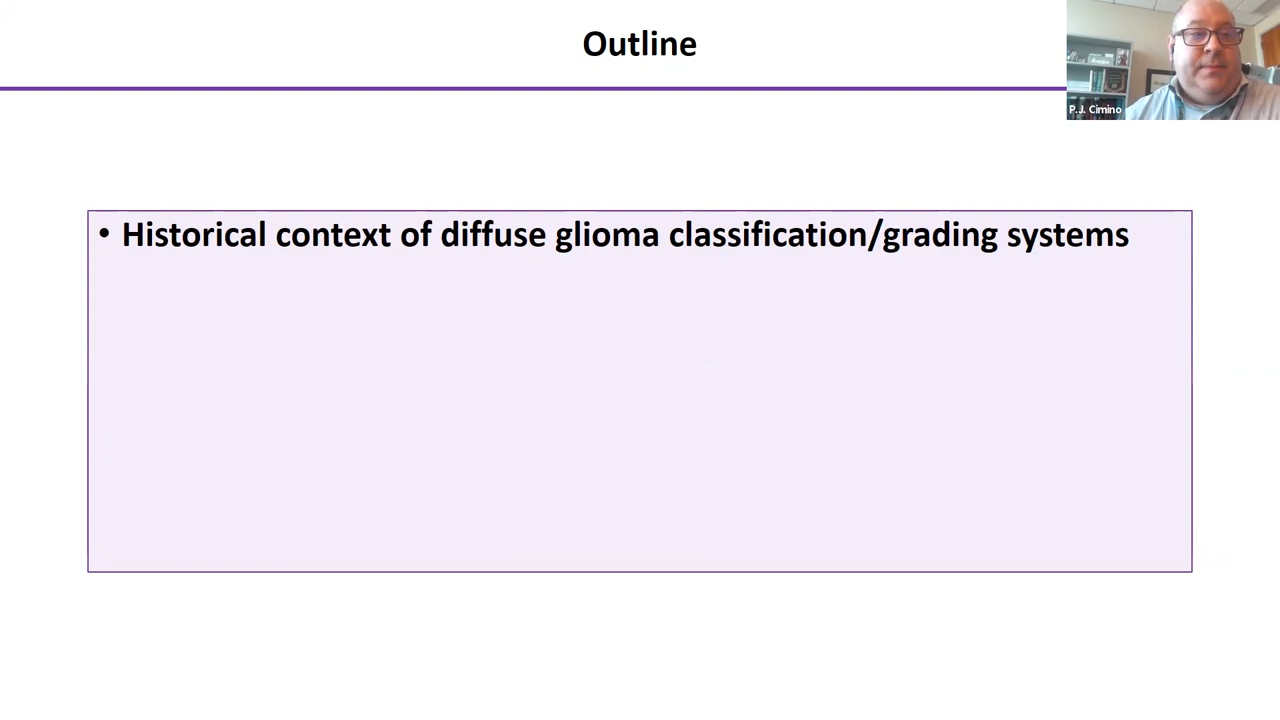 Outline
P.J. Cimino
• Historical context of diffuse glioma classification/grading systems